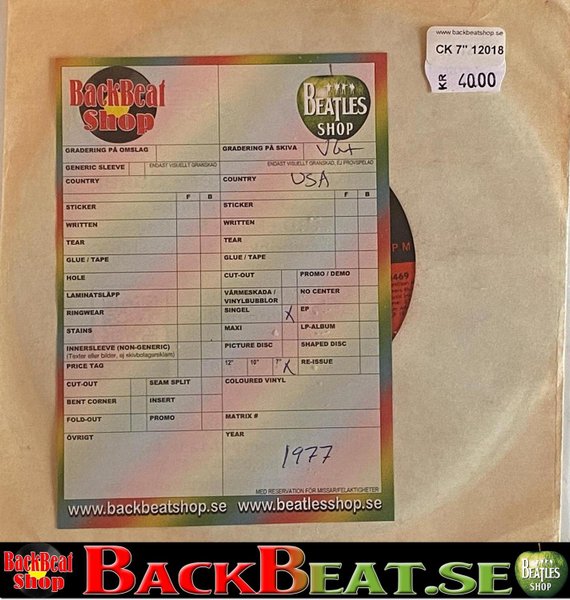 www.backbeatshop.se
CK 7" 12018
KR 40.00
BackBeat
Shop
BEATLES
SHOP
GRADERING PÅ OMSLAG
GRADERING PÅ SKIVA VG+
GENERIC SLEEVE
ENDAST VISUELLT GRANSKAD
ENDAST VISUELLT GRANSKAD, EJ PROVSPELAD
COUNTRY
COUNTRY
USA
F B
F B
STICKER
STICKER
WRITTEN
WRITTEN
TEAR
TEAR
GLUE / TAPE
GLUE / TAPE
HOLE
CUT-OUT
PROMO / DEMO
LAMINATSLÄPP
VÄRMESKADA /
VINYLBUBBLOR
NO CENTER
RINGWEAR
SINGEL X
EP
STAINS
MAXI
LP-ALBUM
INNERSLEEVE (NON-GENERIC)
(Texter eller bilder, ej skivbolagsreklam)
PICTURE DISC
SHAPED DISC
PRICE TAG
12" 10" 7" X
RE-ISSUE
CUT-OUT
SEAM SPLIT
COLOURED VINYL
BENT CORNER
INSERT
FOLD-OUT
PROMO
MATRIX #
ÖVRIGT
YEAR
1977
MED RESERVATION FÖR MISSAR/FELAKTIGHETER
www.backbeatshop.se www.beatlesshop.se
P.M
469
BackBeat
Shop
BACKBEAT.SE
BEATLES
SHOP